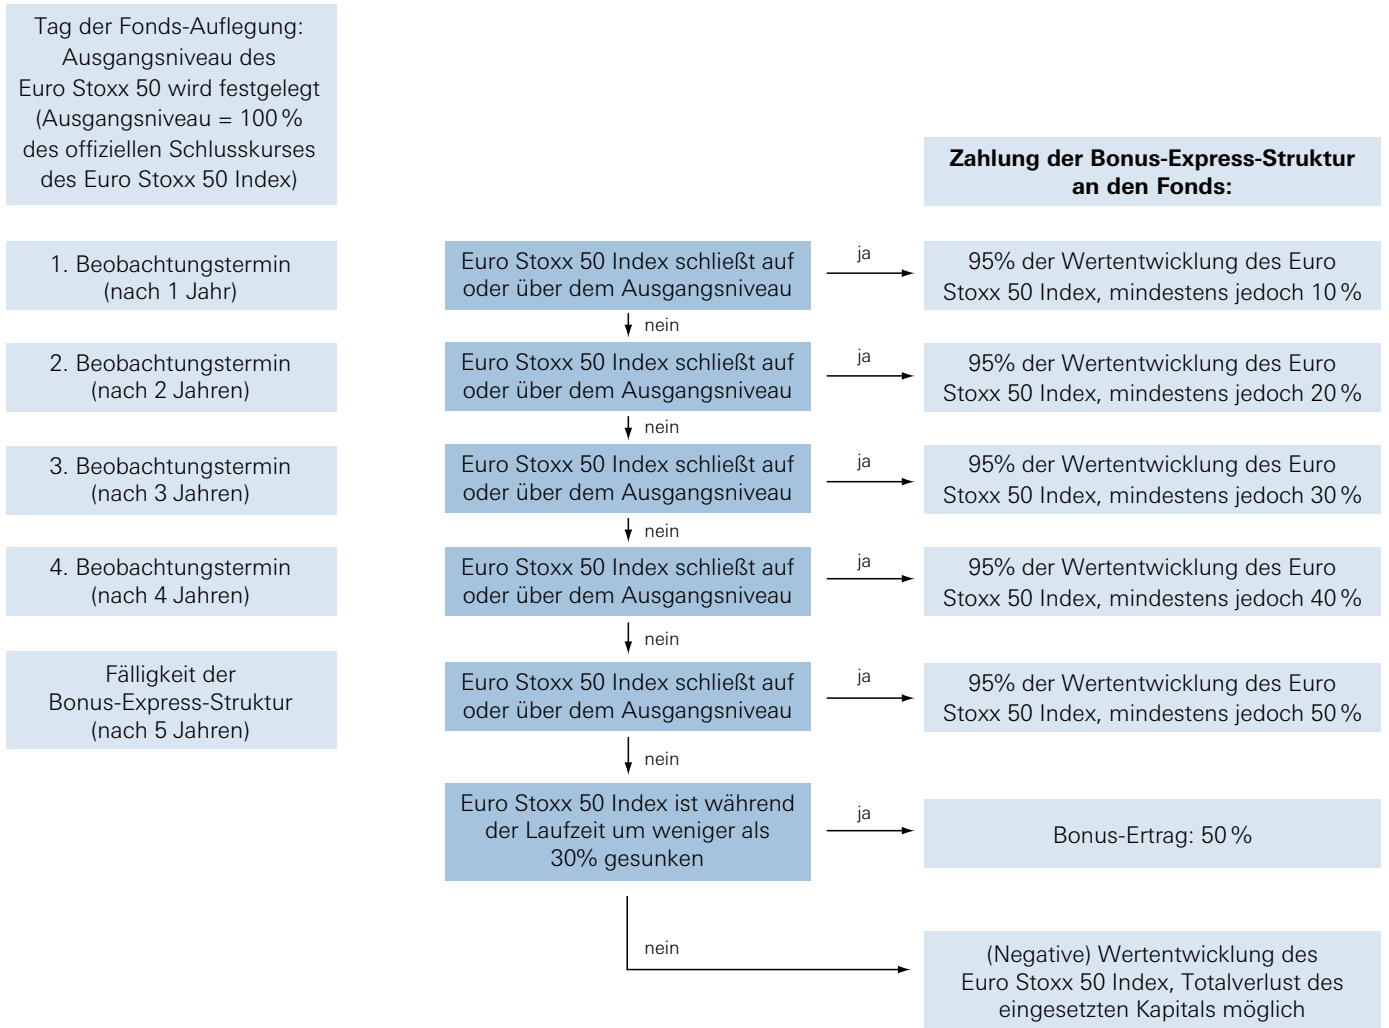 Tag der Fonds-Auflegung:
Ausgangsniveau des
Euro Stoxx 50 wird festgelegt
(Ausgangsniveau = 100 %
des offiziellen Schlusskurses
des Euro Stoxx 50 Index)
Zahlung der Bonus-Express-Struktur
an den Fonds:
1. Beobachtungstermin
(nach 1 Jahr)
Euro Stoxx 50 Index schließt auf
oder über dem Ausgangsniveau
ja
95% der Wertentwicklung des Euro
Stoxx 50 Index, mindestens jedoch 10 %
nein
2. Beobachtungstermin
(nach 2 Jahren)
Euro Stoxx 50 Index schließt auf
oder über dem Ausgangsniveau
ja
95% der Wertentwicklung des Euro
Stoxx 50 Index, mindestens jedoch 20 %
nein
3. Beobachtungstermin
(nach 3 Jahren)
Euro Stoxx 50 Index schließt auf
oder über dem Ausgangsniveau
ja
95% der Wertentwicklung des Euro
Stoxx 50 Index, mindestens jedoch 30 %
nein
4. Beobachtungstermin
(nach 4 Jahren)
Euro Stoxx 50 Index schließt auf
oder über dem Ausgangsniveau
ja
95% der Wertentwicklung des Euro
Stoxx 50 Index, mindestens jedoch 40 %
nein
Fälligkeit der
Bonus-Express-Struktur
(nach 5 Jahren)
Euro Stoxx 50 Index schließt auf
oder über dem Ausgangsniveau
ja
95% der Wertentwicklung des Euro
Stoxx 50 Index, mindestens jedoch 50 %
nein
Euro Stoxx 50 Index ist während
der Laufzeit um weniger als
30% gesunken
ja
Bonus-Ertrag: 50 %
nein
(Negative) Wertentwicklung des
Euro Stoxx 50 Index, Totalverlust des
eingesetzten Kapitals möglich